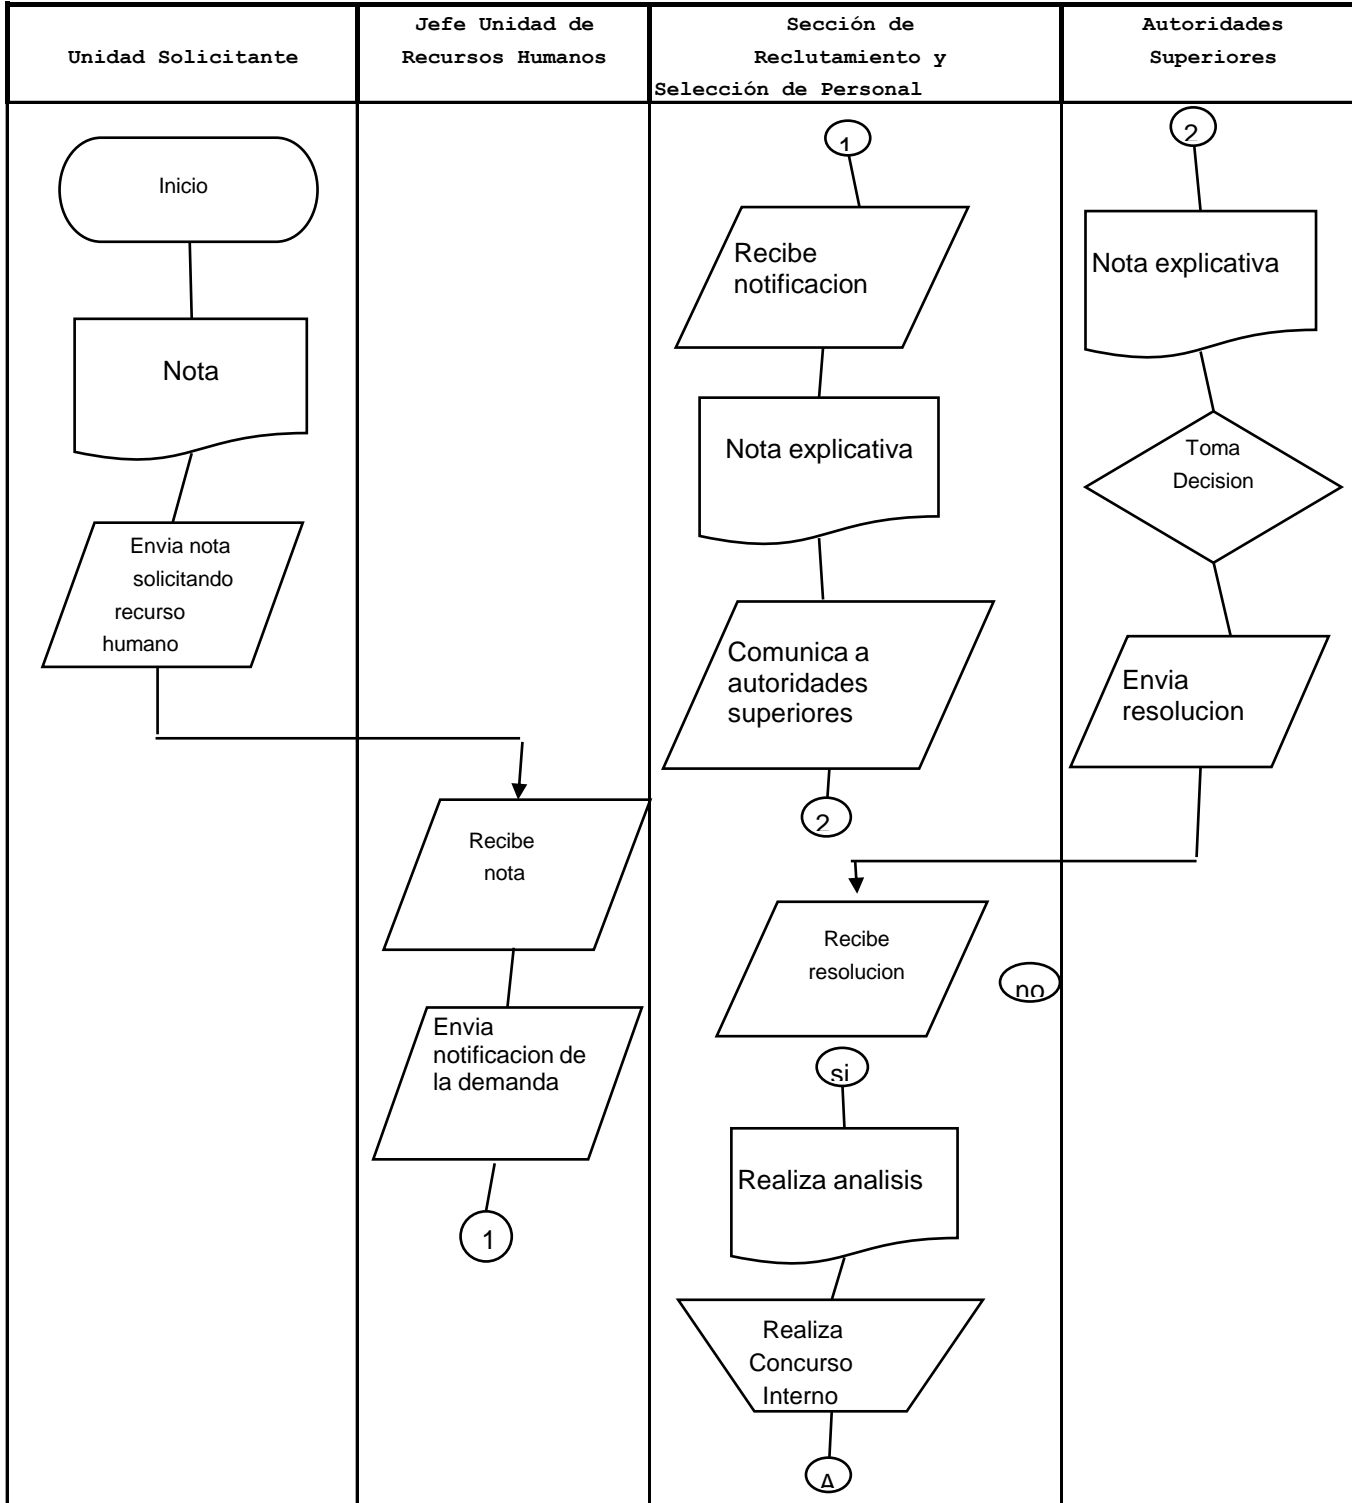 Unidad Solicitante
Jefe Unidad de
Recursos Humanos
Sección de
Reclutamiento y
Selección de Personal
Autoridades
Superiores
Inicio
Nota
Envia nota
solicitando
recurso
humano
Recibe
nota
Envia
notificacion de
la demanda
1
1
Recibe
notificacion
Nota explicativa
Comunica a
autoridades
superiores
2
Recibe
resolucion
no
si
Realiza analisis
Realiza
Concurso
Interno
A
2
Nota explicativa
Toma
Decision
Envia
resolucion